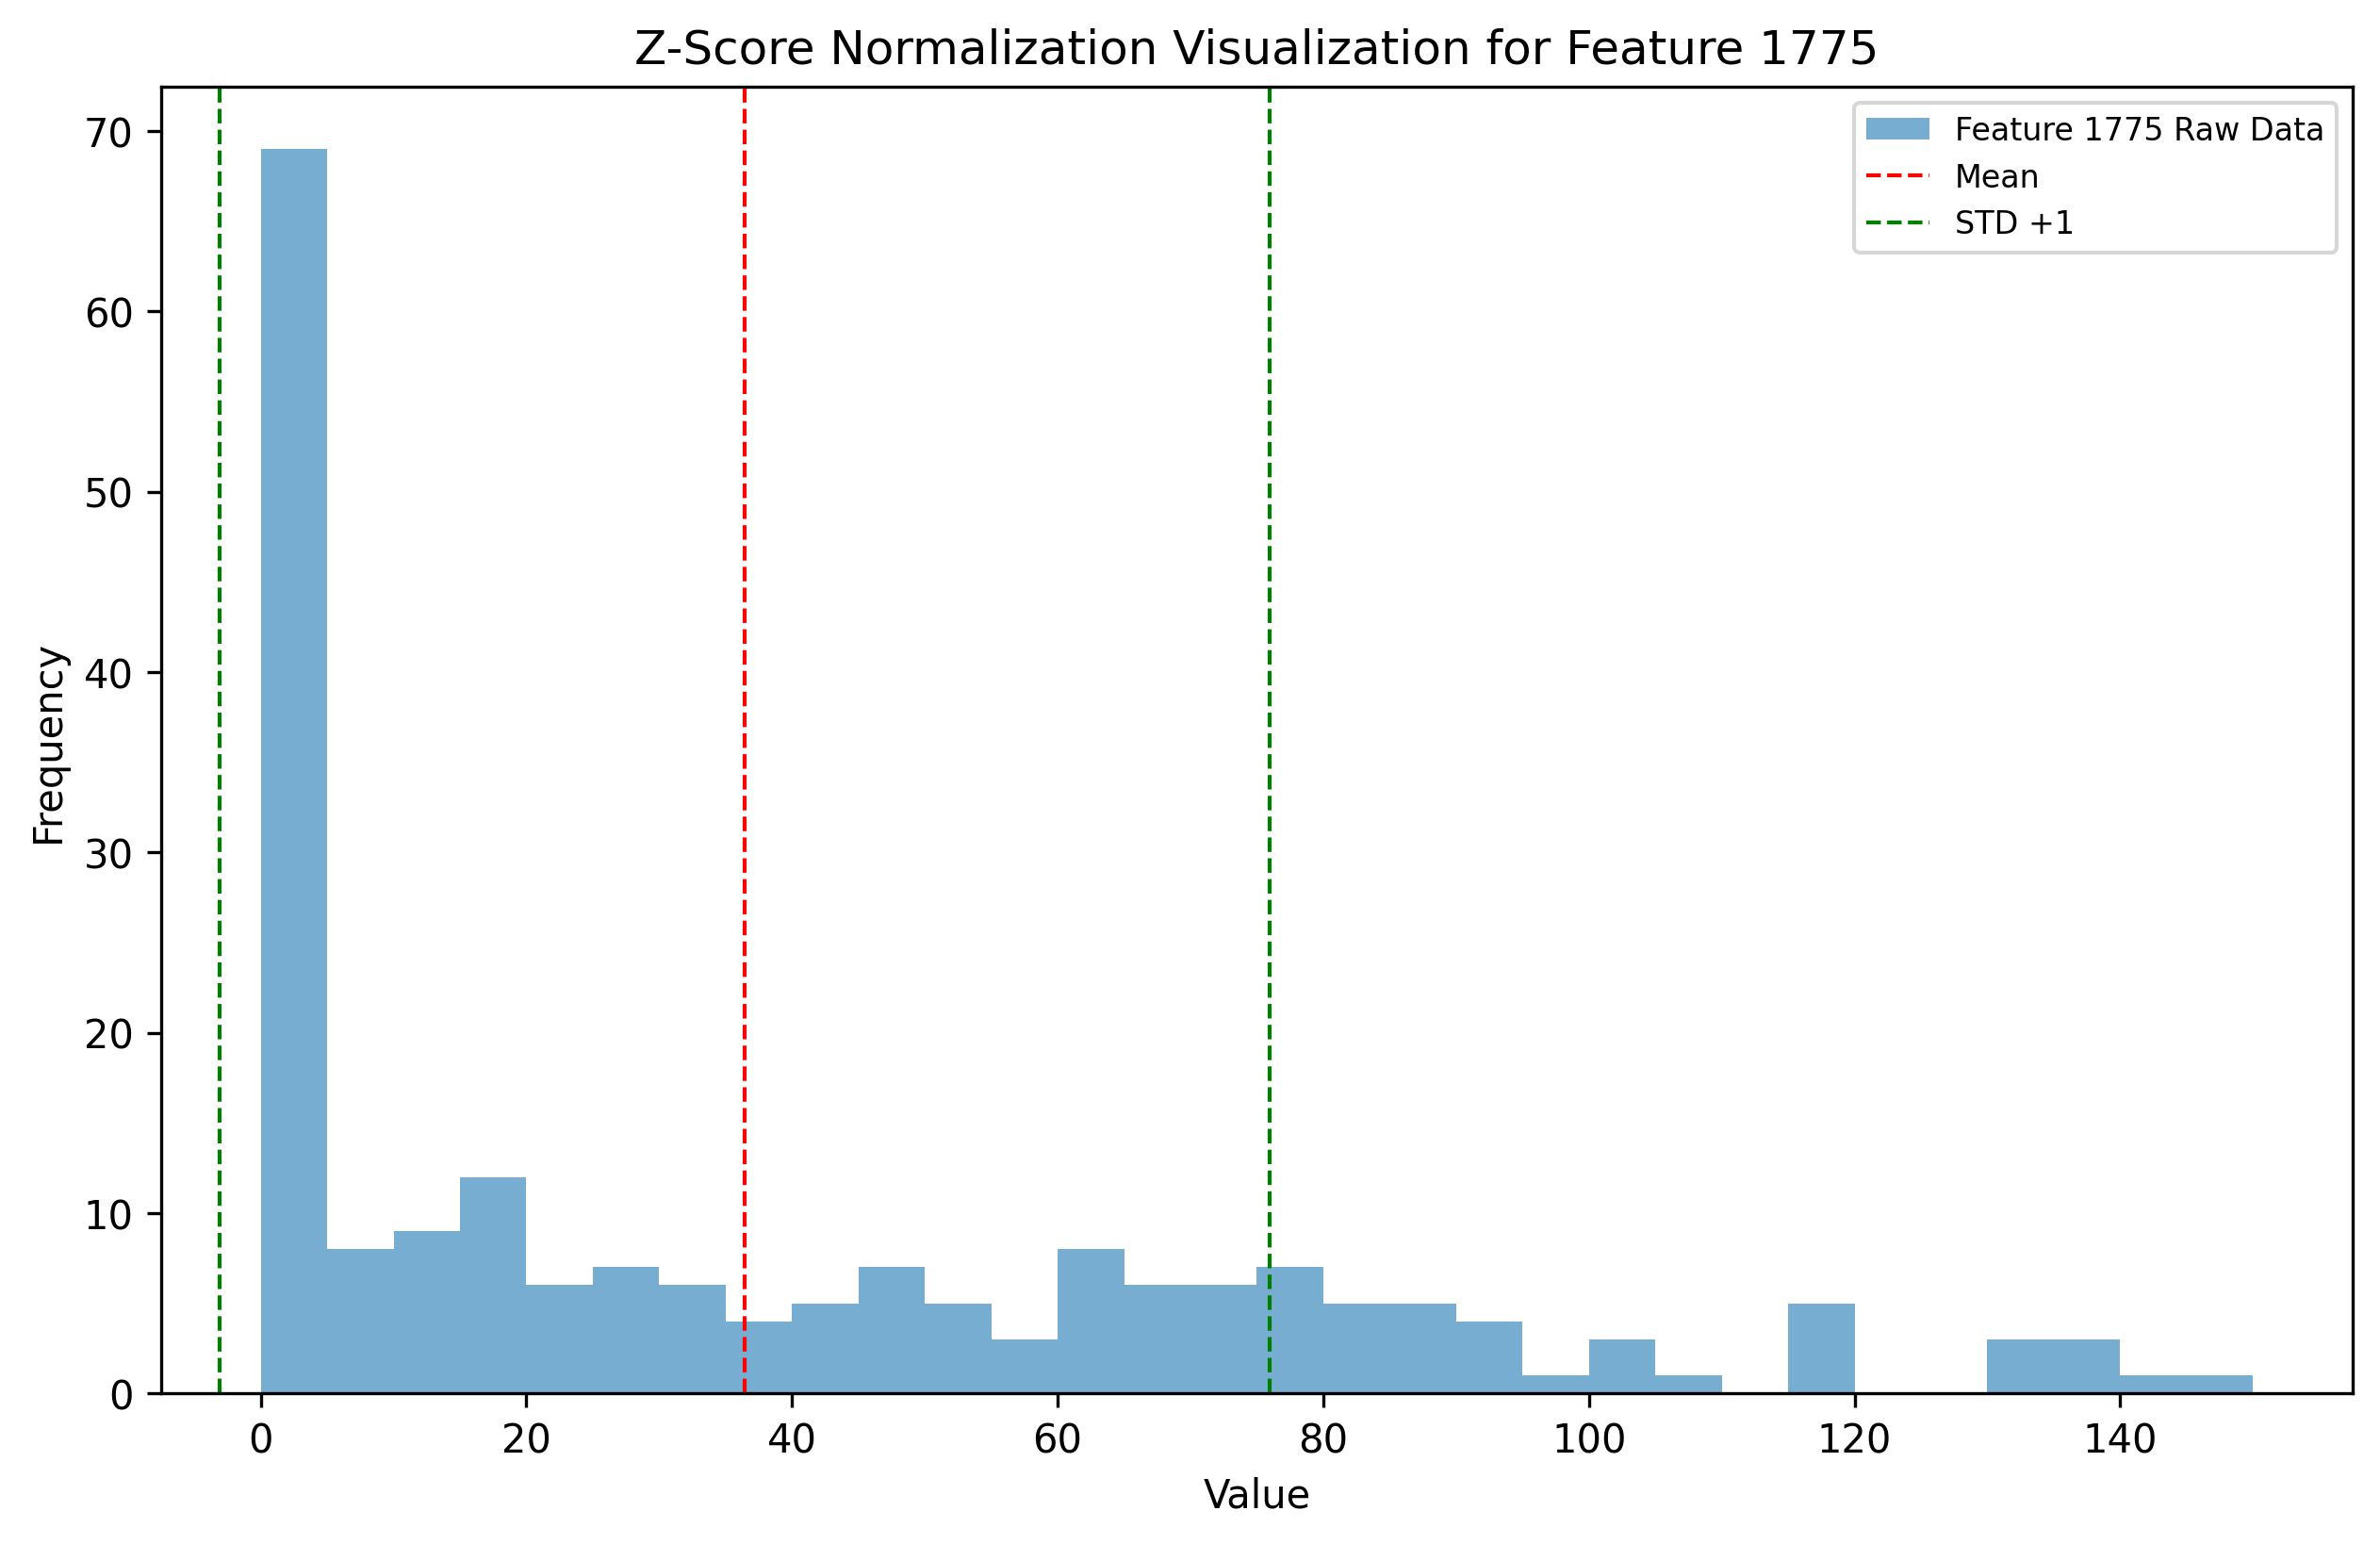 Z-Score Normalization Visualization for Feature 1775
Feature 1775 Raw Data
Mean
STD +1
Frequency
70
60
50
40
30
20
10
0
0 20 40 60 80 100 120 140
Value